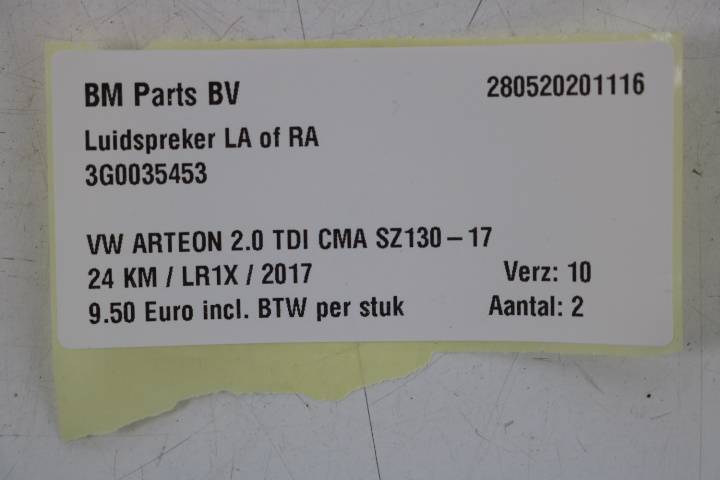 BM Parts BV 280520201116
Luidspreker LA of RA
3G0035453
VW ARTEON 2.0 TDI CMA SZ130 – 17
24 KM / LR1X / 2017 Verz: 10
9.50 Euro incl. BTW per stuk Aantal: 2